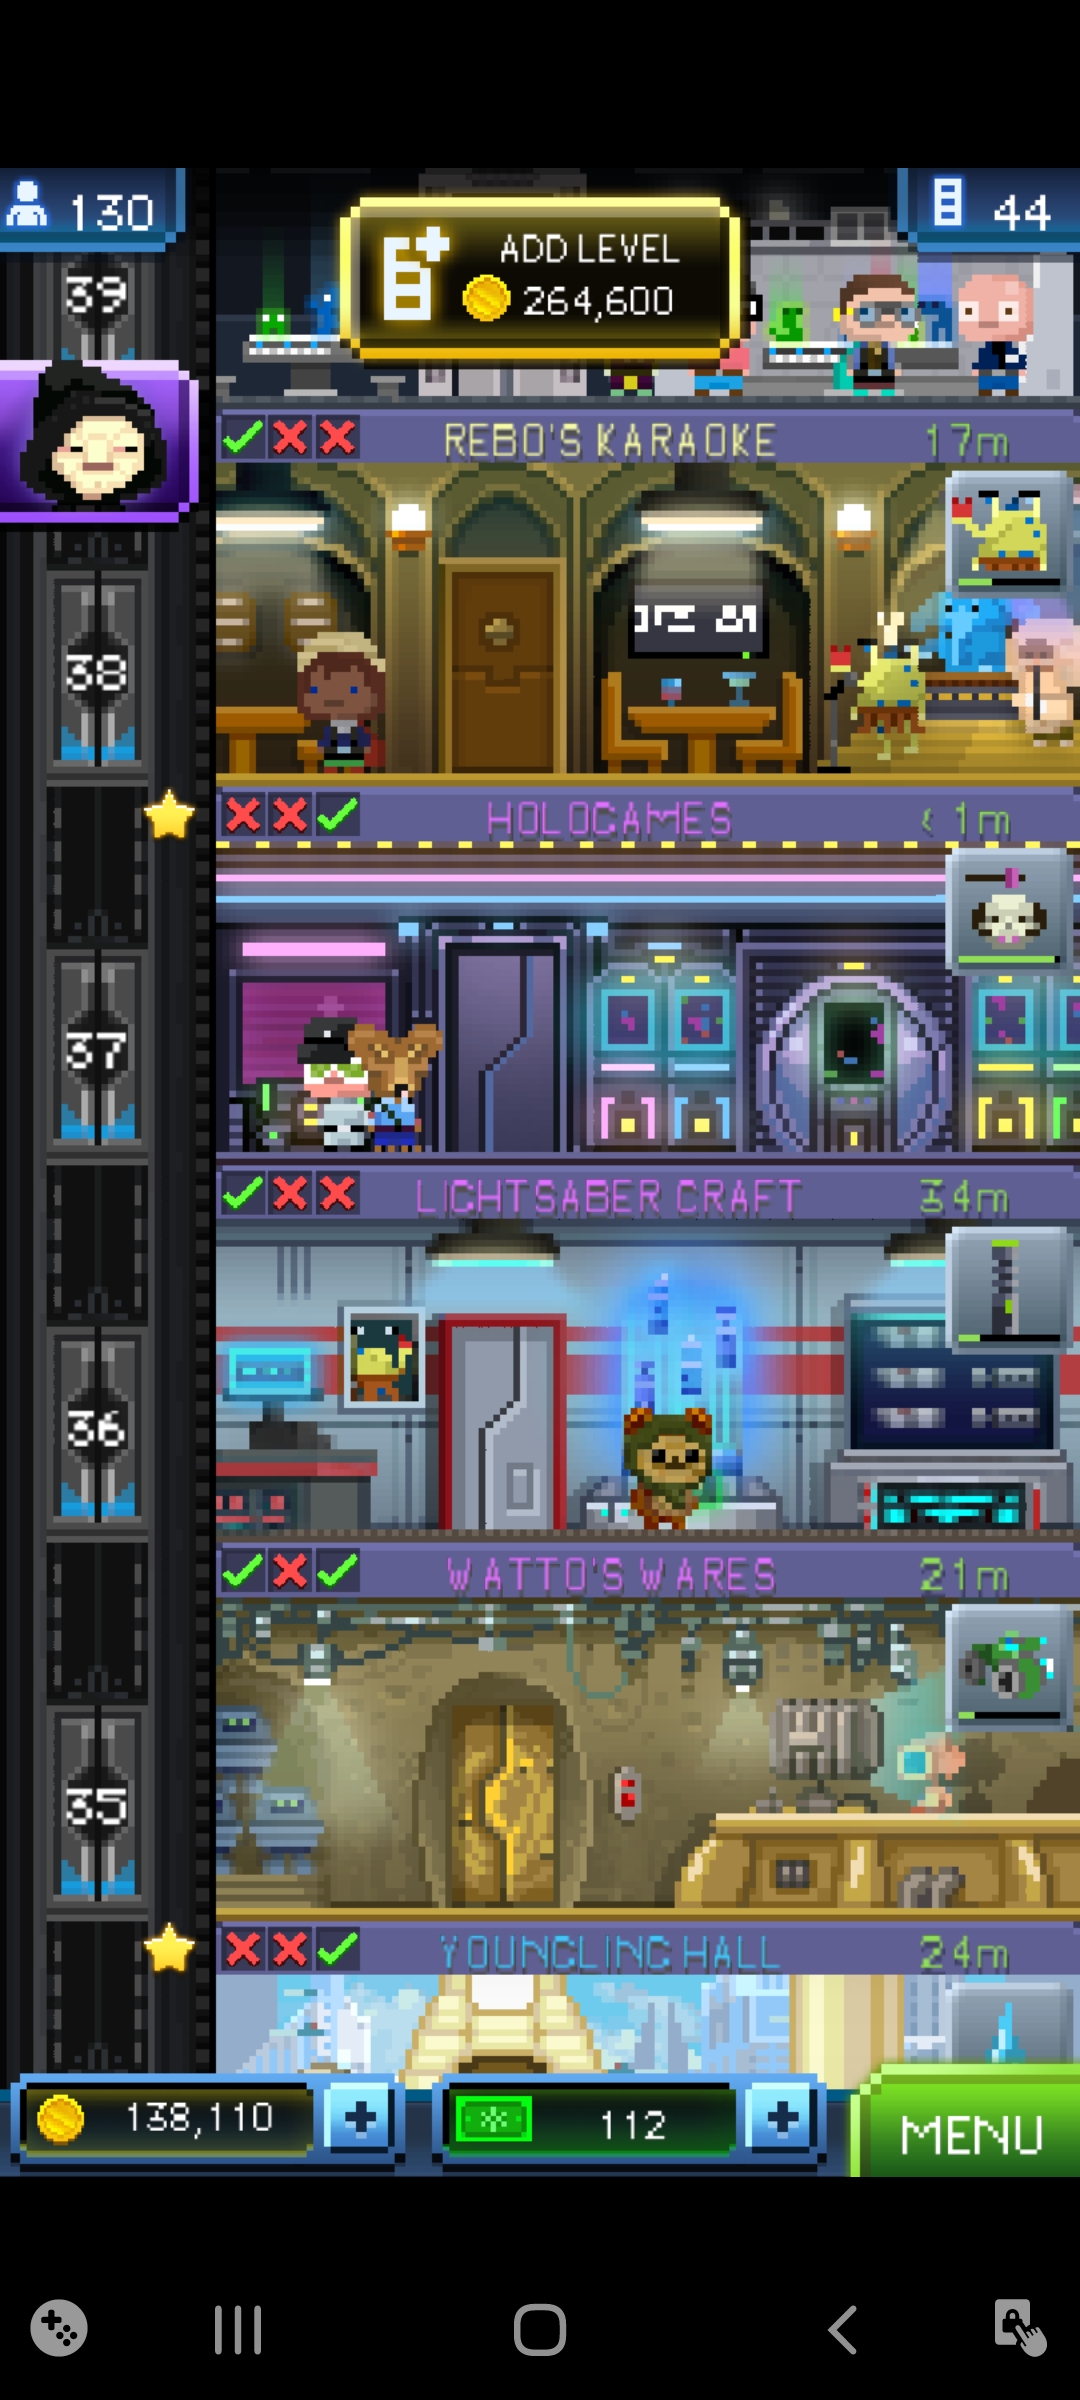 130
44
ADD LEVEL
264,600
39
REBO'S KARAOKE 17m
38
HOLOGAMES < 1m
37
LIGHTSABER CRAFT 34m
36
WATTO'S WARES 21m
35
YOUNGLING HALL 24m
138,110
112
MENU